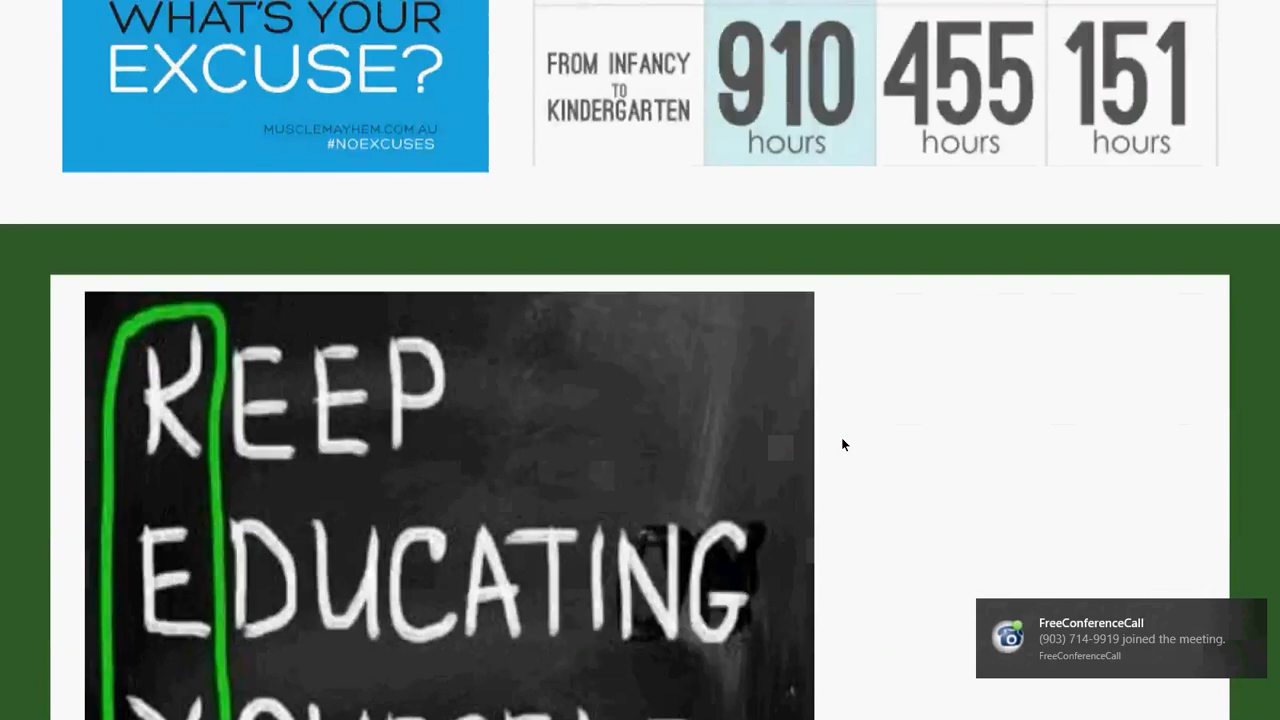 WHAT'S YOUR
EXCUSE?
MUSCLEMAYHEM.COM.AU
#NOEXCUSES
FROM INFANCY
TO
KINDERGARTEN
910
hours
455
hours
151
hours
KEEP
EDUCATING
YOURSELF
FreeConferenceCall
(903) 714-9919 joined the meeting.
FreeConferenceCall